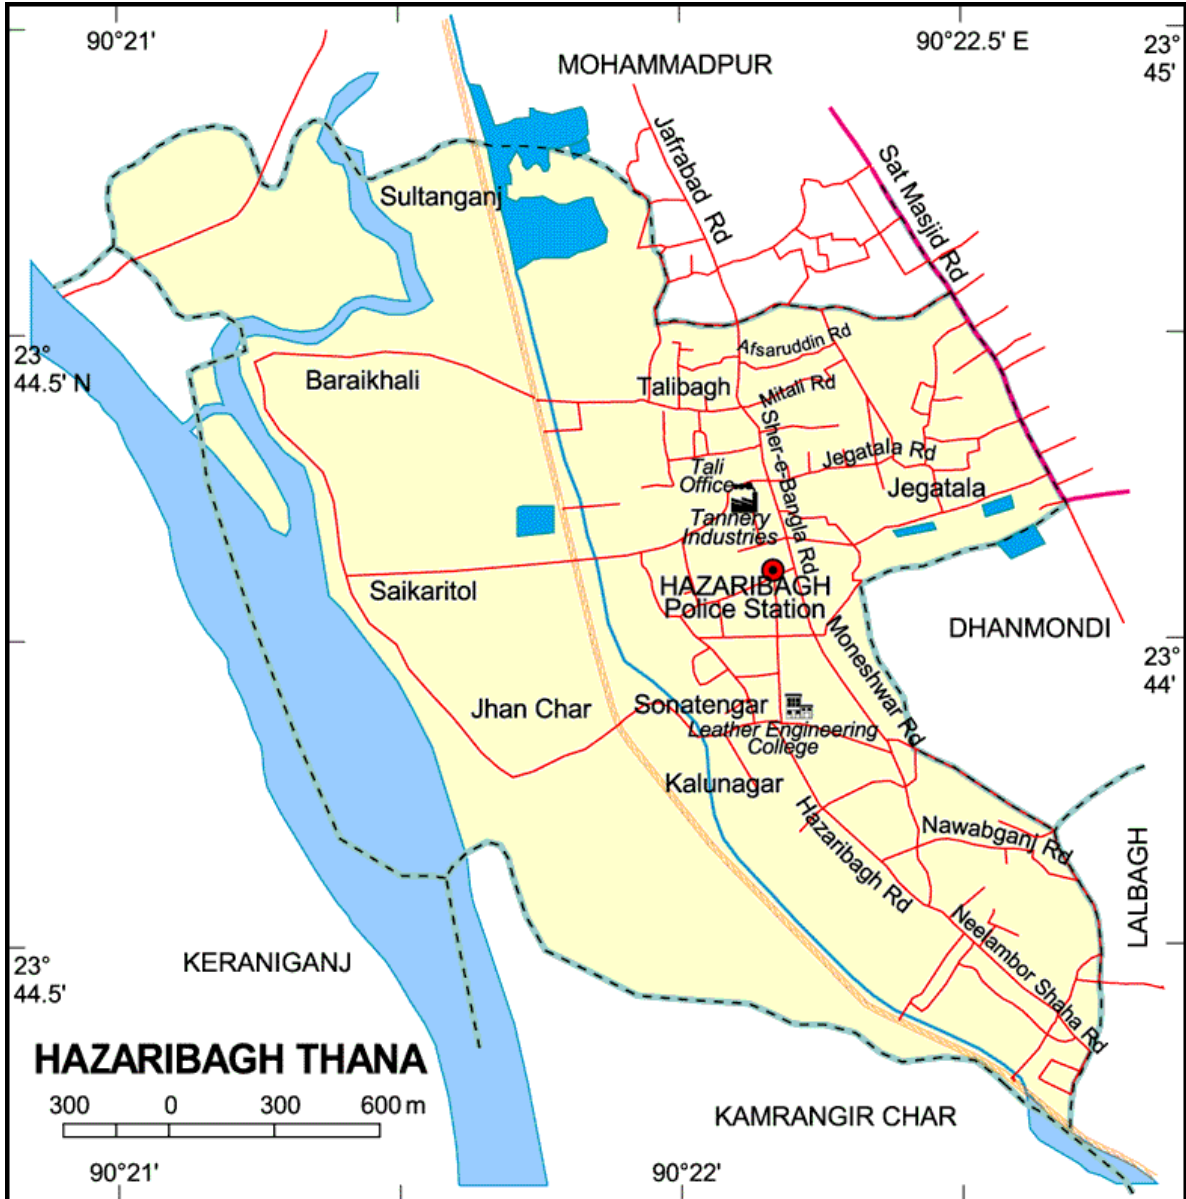 90°21'
90°22.5' E
23°
45'
MOHAMMADPUR
Jafrabad Rd
Sat Masjid Rd
Sultanganj
23°
44.5' N
Afsaruddin Rd
Baraikhali
Talibagh
Mitali Rd
Sher-e-Bangla Rd
Jegatala Rd
Tali
Office
Jegatala
Tannery
Industries
HAZARIBAGH
Police Station
Saikaritol
DHANMONDI
Moneshwar Rd
23°
44'
Jhan Char
Sonatengar
Leather Engineering
College
Kalunagar
Hazaribagh Rd
Nawabganj Rd
LALBAGH
Neelambor Shaha Rd
KERANIGANJ
23°
44.5'
HAZARIBAGH THANA
300 0 300 600 m
KAMRANGIR CHAR
90°21'
90°22'